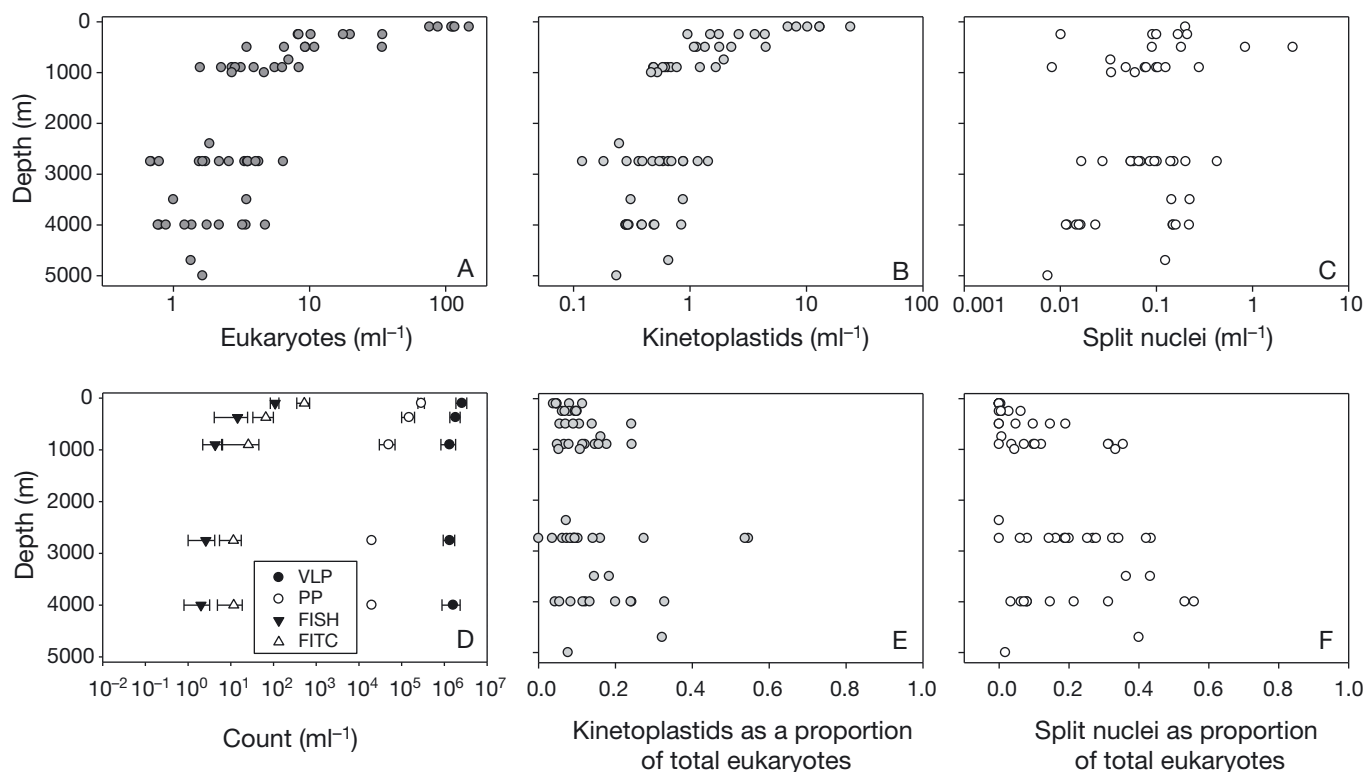 0
1000
2000
3000
4000
5000
Depth (m)
A
1 10 100
Eukaryotes (ml⁻¹)
B
0.1 1 10 100
Kinetoplastids (ml⁻¹)
C
0.001 0.01 0.1 1 10
Split nuclei (ml⁻¹)
0
1000
2000
3000
4000
5000
Depth (m)
VLP
PP
FISH
FITC
D
10⁻² 10⁻¹ 10⁰ 10¹ 10² 10³ 10⁴ 10⁵ 10⁶ 10⁷
Count (ml⁻¹)
E
0.0 0.2 0.4 0.6 0.8 1.0
Kinetoplastids as a proportion
of total eukaryotes
F
0.0 0.2 0.4 0.6 0.8 1.0
Split nuclei as proportion
of total eukaryotes